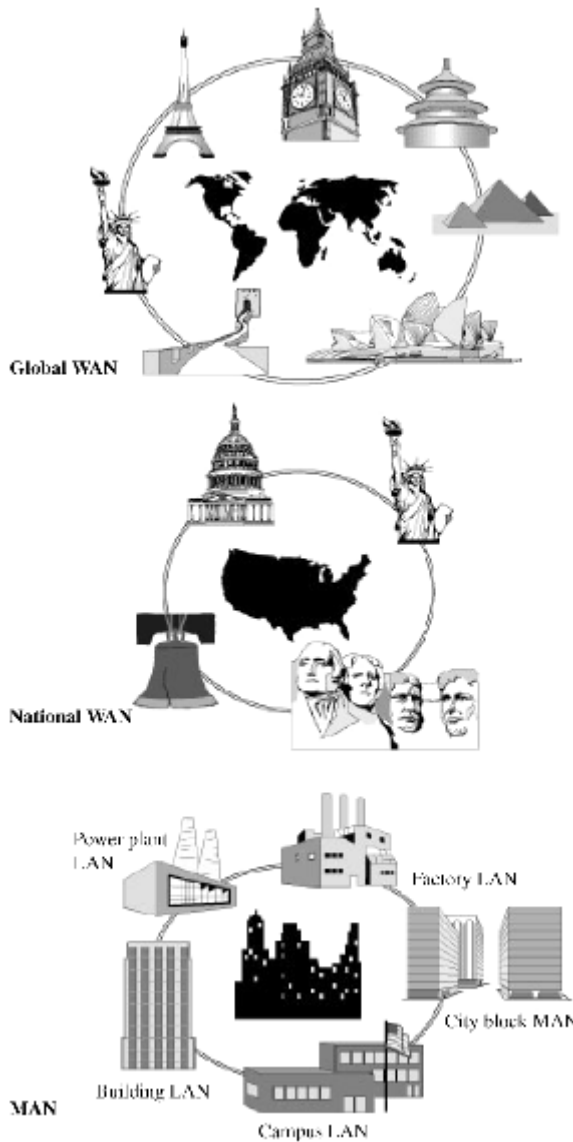 Global WAN
National WAN
Power plant
LAN
Factory LAN
City block MAN
Building LAN
MAN
Campus LAN